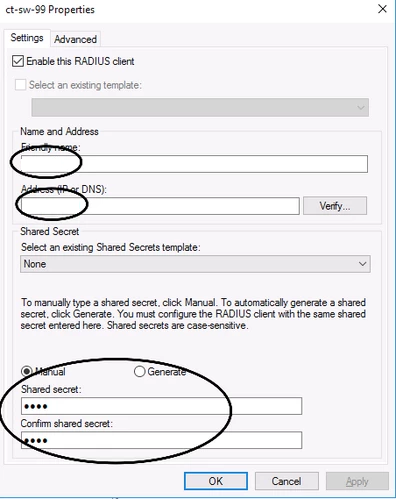 ct-sw-99 Properties
Settings
Advanced
Enable this RADIUS client
Select an existing template:
Name and Address
Friendly name:
Address (IP or DNS):
Verify...
Shared Secret
Select an existing Shared Secrets template:
None
To manually type a shared secret, click Manual. To automatically generate a shared
secret, click Generate. You must configure the RADIUS client with the same shared
secret entered here. Shared secrets are case-sensitive.
Manual
Generate
Shared secret:
●●●●
Confirm shared secret:
●●●●
OK
Cancel
Apply